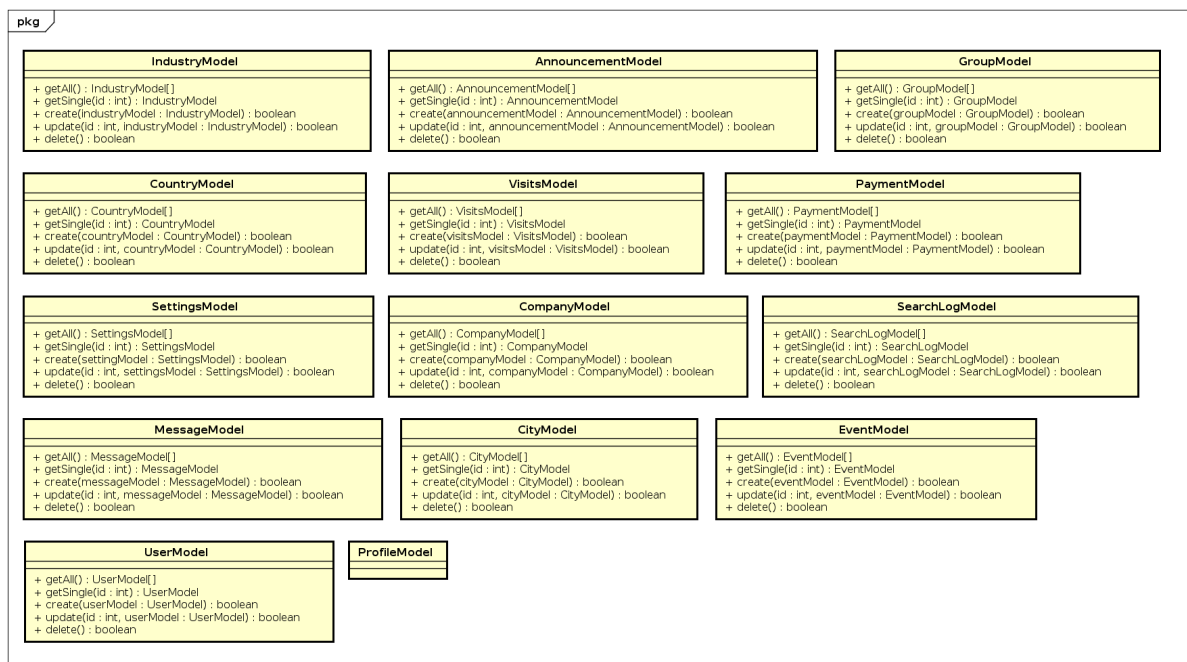 pkg
IndustryModel
+ getAll() : IndustryModel[]
+ getSingle(id : int) : IndustryModel
+ create(industryModel : IndustryModel) : boolean
+ update(id : int, industryModel : IndustryModel) : boolean
+ delete() : boolean
AnnouncementModel
+ getAll() : AnnouncementModel[]
+ getSingle(id : int) : AnnouncementModel
+ create(announcementModel : AnnouncementModel) : boolean
+ update(id : int, announcementModel : AnnouncementModel) : boolean
+ delete() : boolean
GroupModel
+ getAll() : GroupModel[]
+ getSingle(id : int) : GroupModel
+ create(groupModel : GroupModel) : boolean
+ update(id : int, groupModel : GroupModel) : boolean
+ delete() : boolean
CountryModel
+ getAll() : CountryModel[]
+ getSingle(id : int) : CountryModel
+ create(countryModel : CountryModel) : boolean
+ update(id : int, countryModel : CountryModel) : boolean
+ delete() : boolean
VisitsModel
+ getAll() : VisitsModel[]
+ getSingle(id : int) : VisitsModel
+ create(visitsModel : VisitsModel) : boolean
+ update(id : int, visitsModel : VisitsModel) : boolean
+ delete() : boolean
PaymentModel
+ getAll() : PaymentModel[]
+ getSingle(id : int) : PaymentModel
+ create(paymentModel : PaymentModel) : boolean
+ update(id : int, paymentModel : PaymentModel) : boolean
+ delete() : boolean
SettingsModel
+ getAll() : SettingsModel[]
+ getSingle(id : int) : SettingsModel
+ create(settingModel : SettingsModel) : boolean
+ update(id : int, settingsModel : SettingsModel) : boolean
+ delete() : boolean
CompanyModel
+ getAll() : CompanyModel[]
+ getSingle(id : int) : CompanyModel
+ create(companyModel : CompanyModel) : boolean
+ update(id : int, companyModel : CompanyModel) : boolean
+ delete() : boolean
SearchLogModel
+ getAll() : SearchLogModel[]
+ getSingle(id : int) : SearchLogModel
+ create(searchLogModel : SearchLogModel) : boolean
+ update(id : int, searchLogModel : SearchLogModel) : boolean
+ delete() : boolean
MessageModel
+ getAll() : MessageModel[]
+ getSingle(id : int) : MessageModel
+ create(messageModel : MessageModel) : boolean
+ update(id : int, messageModel : MessageModel) : boolean
+ delete() : boolean
CityModel
+ getAll() : CityModel[]
+ getSingle(id : int) : CityModel
+ create(cityModel : CityModel) : boolean
+ update(id : int, cityModel : CityModel) : boolean
+ delete() : boolean
EventModel
+ getAll() : EventModel[]
+ getSingle(id : int) : EventModel
+ create(eventModel : EventModel) : boolean
+ update(id : int, eventModel : EventModel) : boolean
+ delete() : boolean
UserModel
+ getAll() : UserModel[]
+ getSingle(id : int) : UserModel
+ create(userModel : UserModel) : boolean
+ update(id : int, userModel : UserModel) : boolean
+ delete() : boolean
ProfileModel